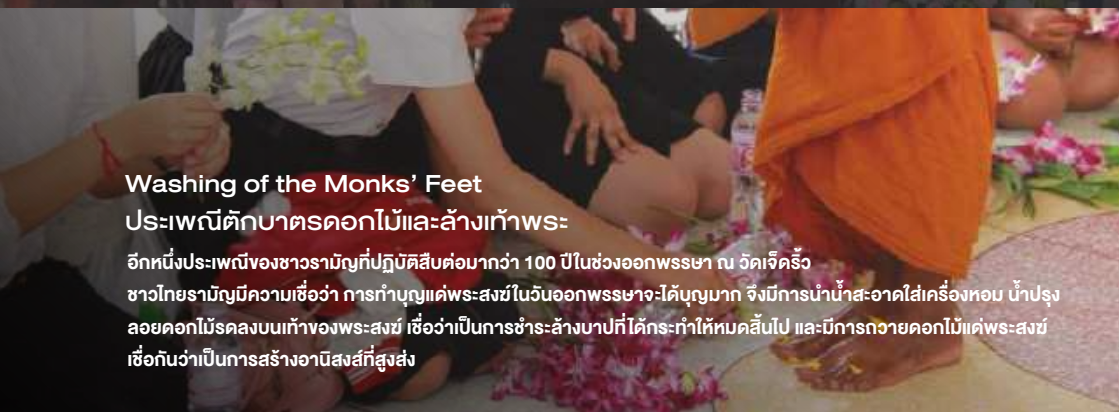 Washing of the Monks’ Feet
ประเพณีตักบาตรดอกไม้และล้างเท้าพระ
อีกหนึ่งประเพณีของชาวรามัญที่ปฏิบัติสืบต่อมากว่า 100 ปีในช่วงออกพรรษา ณ วัดเจ็ดริ้ว
ชาวไทยรามัญมีความเชื่อว่า การทำบุญแด่พระสงฆ์ในวันออกพรรษาจะได้บุญมาก จึงมีการนำน้ำสะอาดใส่เครื่องหอม น้ำปรุง
ลอยดอกไม้รดลงบนเท้าของพระสงฆ์ เชื่อว่าเป็นการชำระล้างบาปที่ได้กระทำให้หมดสิ้นไป และมีการถวายดอกไม้แด่พระสงฆ์
เชื่อกันว่าเป็นการสร้างอานิสงส์ที่สูงส่ง